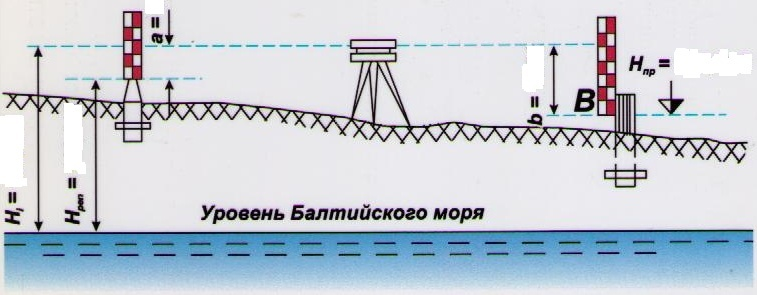 a =
b =
B
Hпр =
Hi =
Hреп =
Уровень Балтийского моря